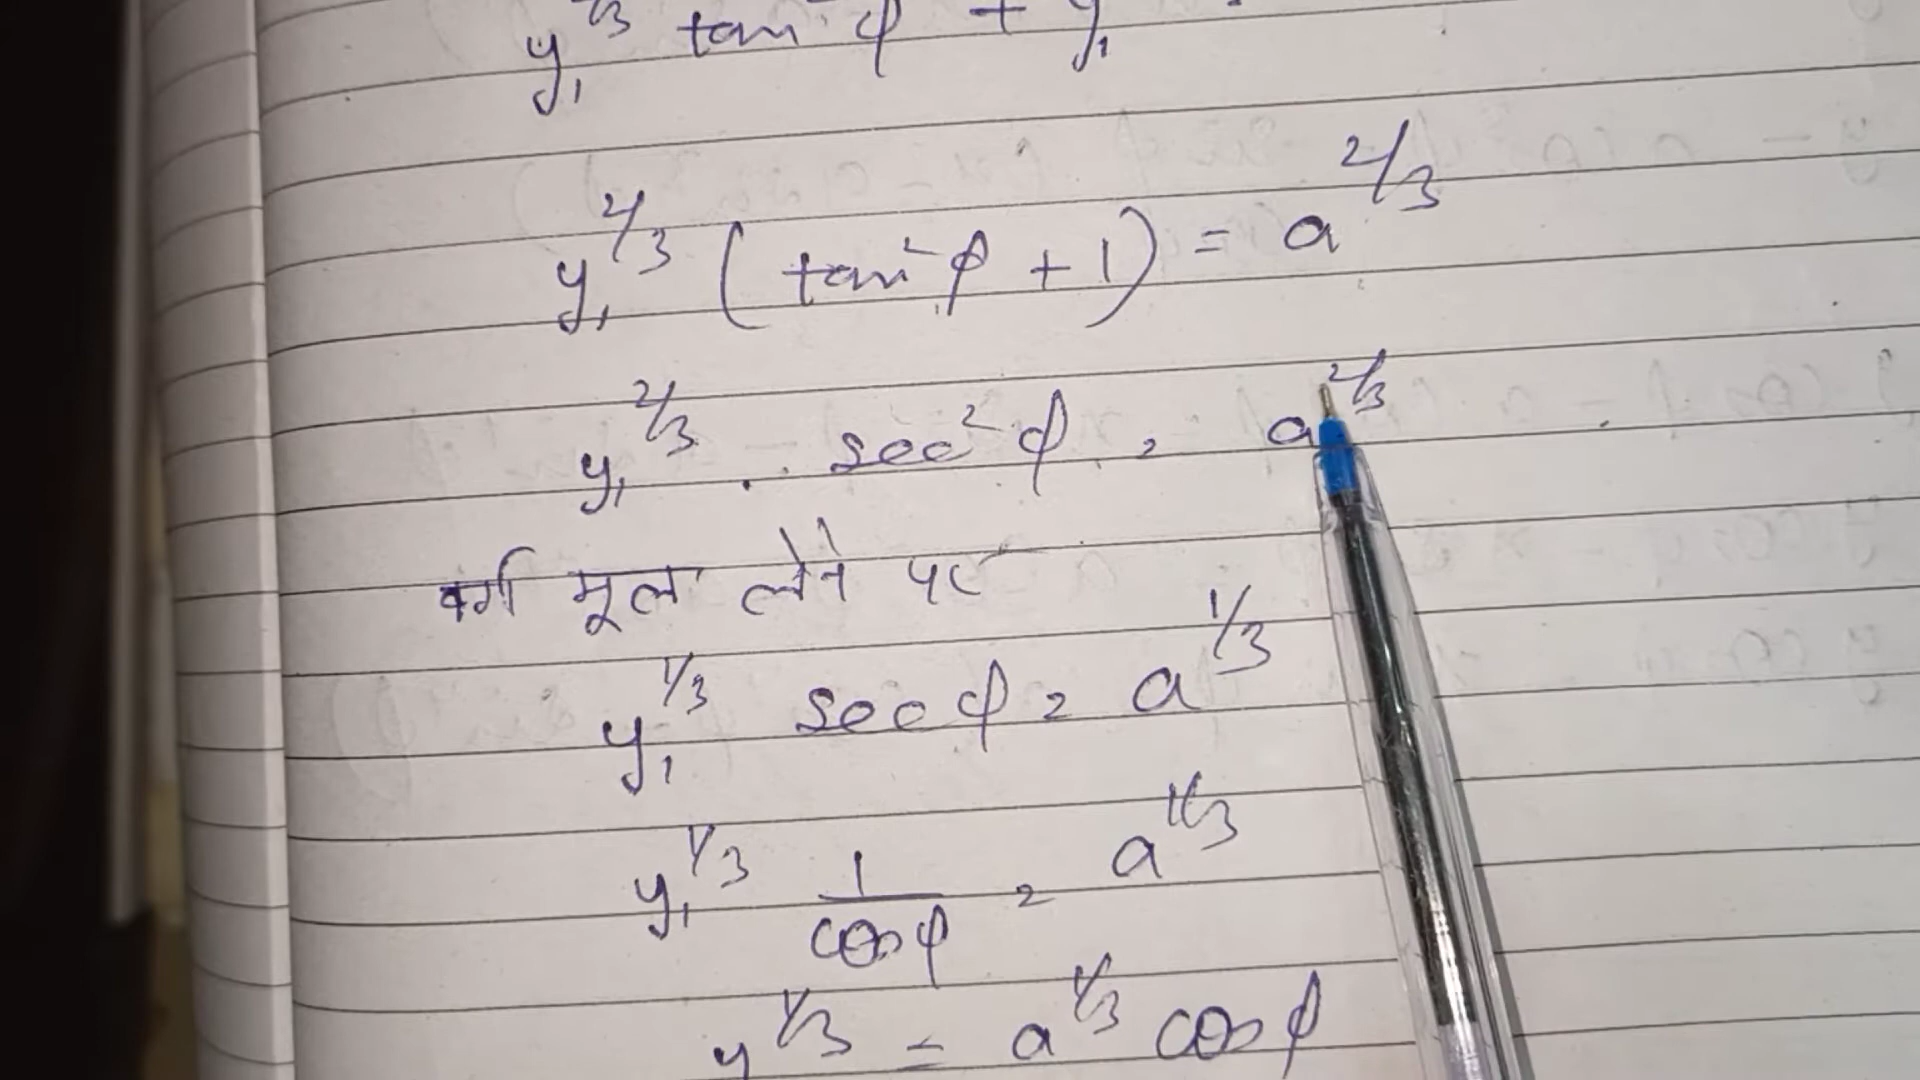 y₁^2/3 tan²φ + y₁
y₁^2/3 (tan²φ + 1) = a^2/3
y₁^2/3 . sec²φ = a^2/3
वर्ग मूल लेने पर
y₁^1/3 secφ = a^1/3
y₁^1/3 1/cosφ = a^1/3
y^1/3 = a^1/3 cosφ